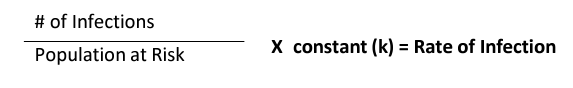 # of Infections
Population at Risk
X constant (k) = Rate of Infection